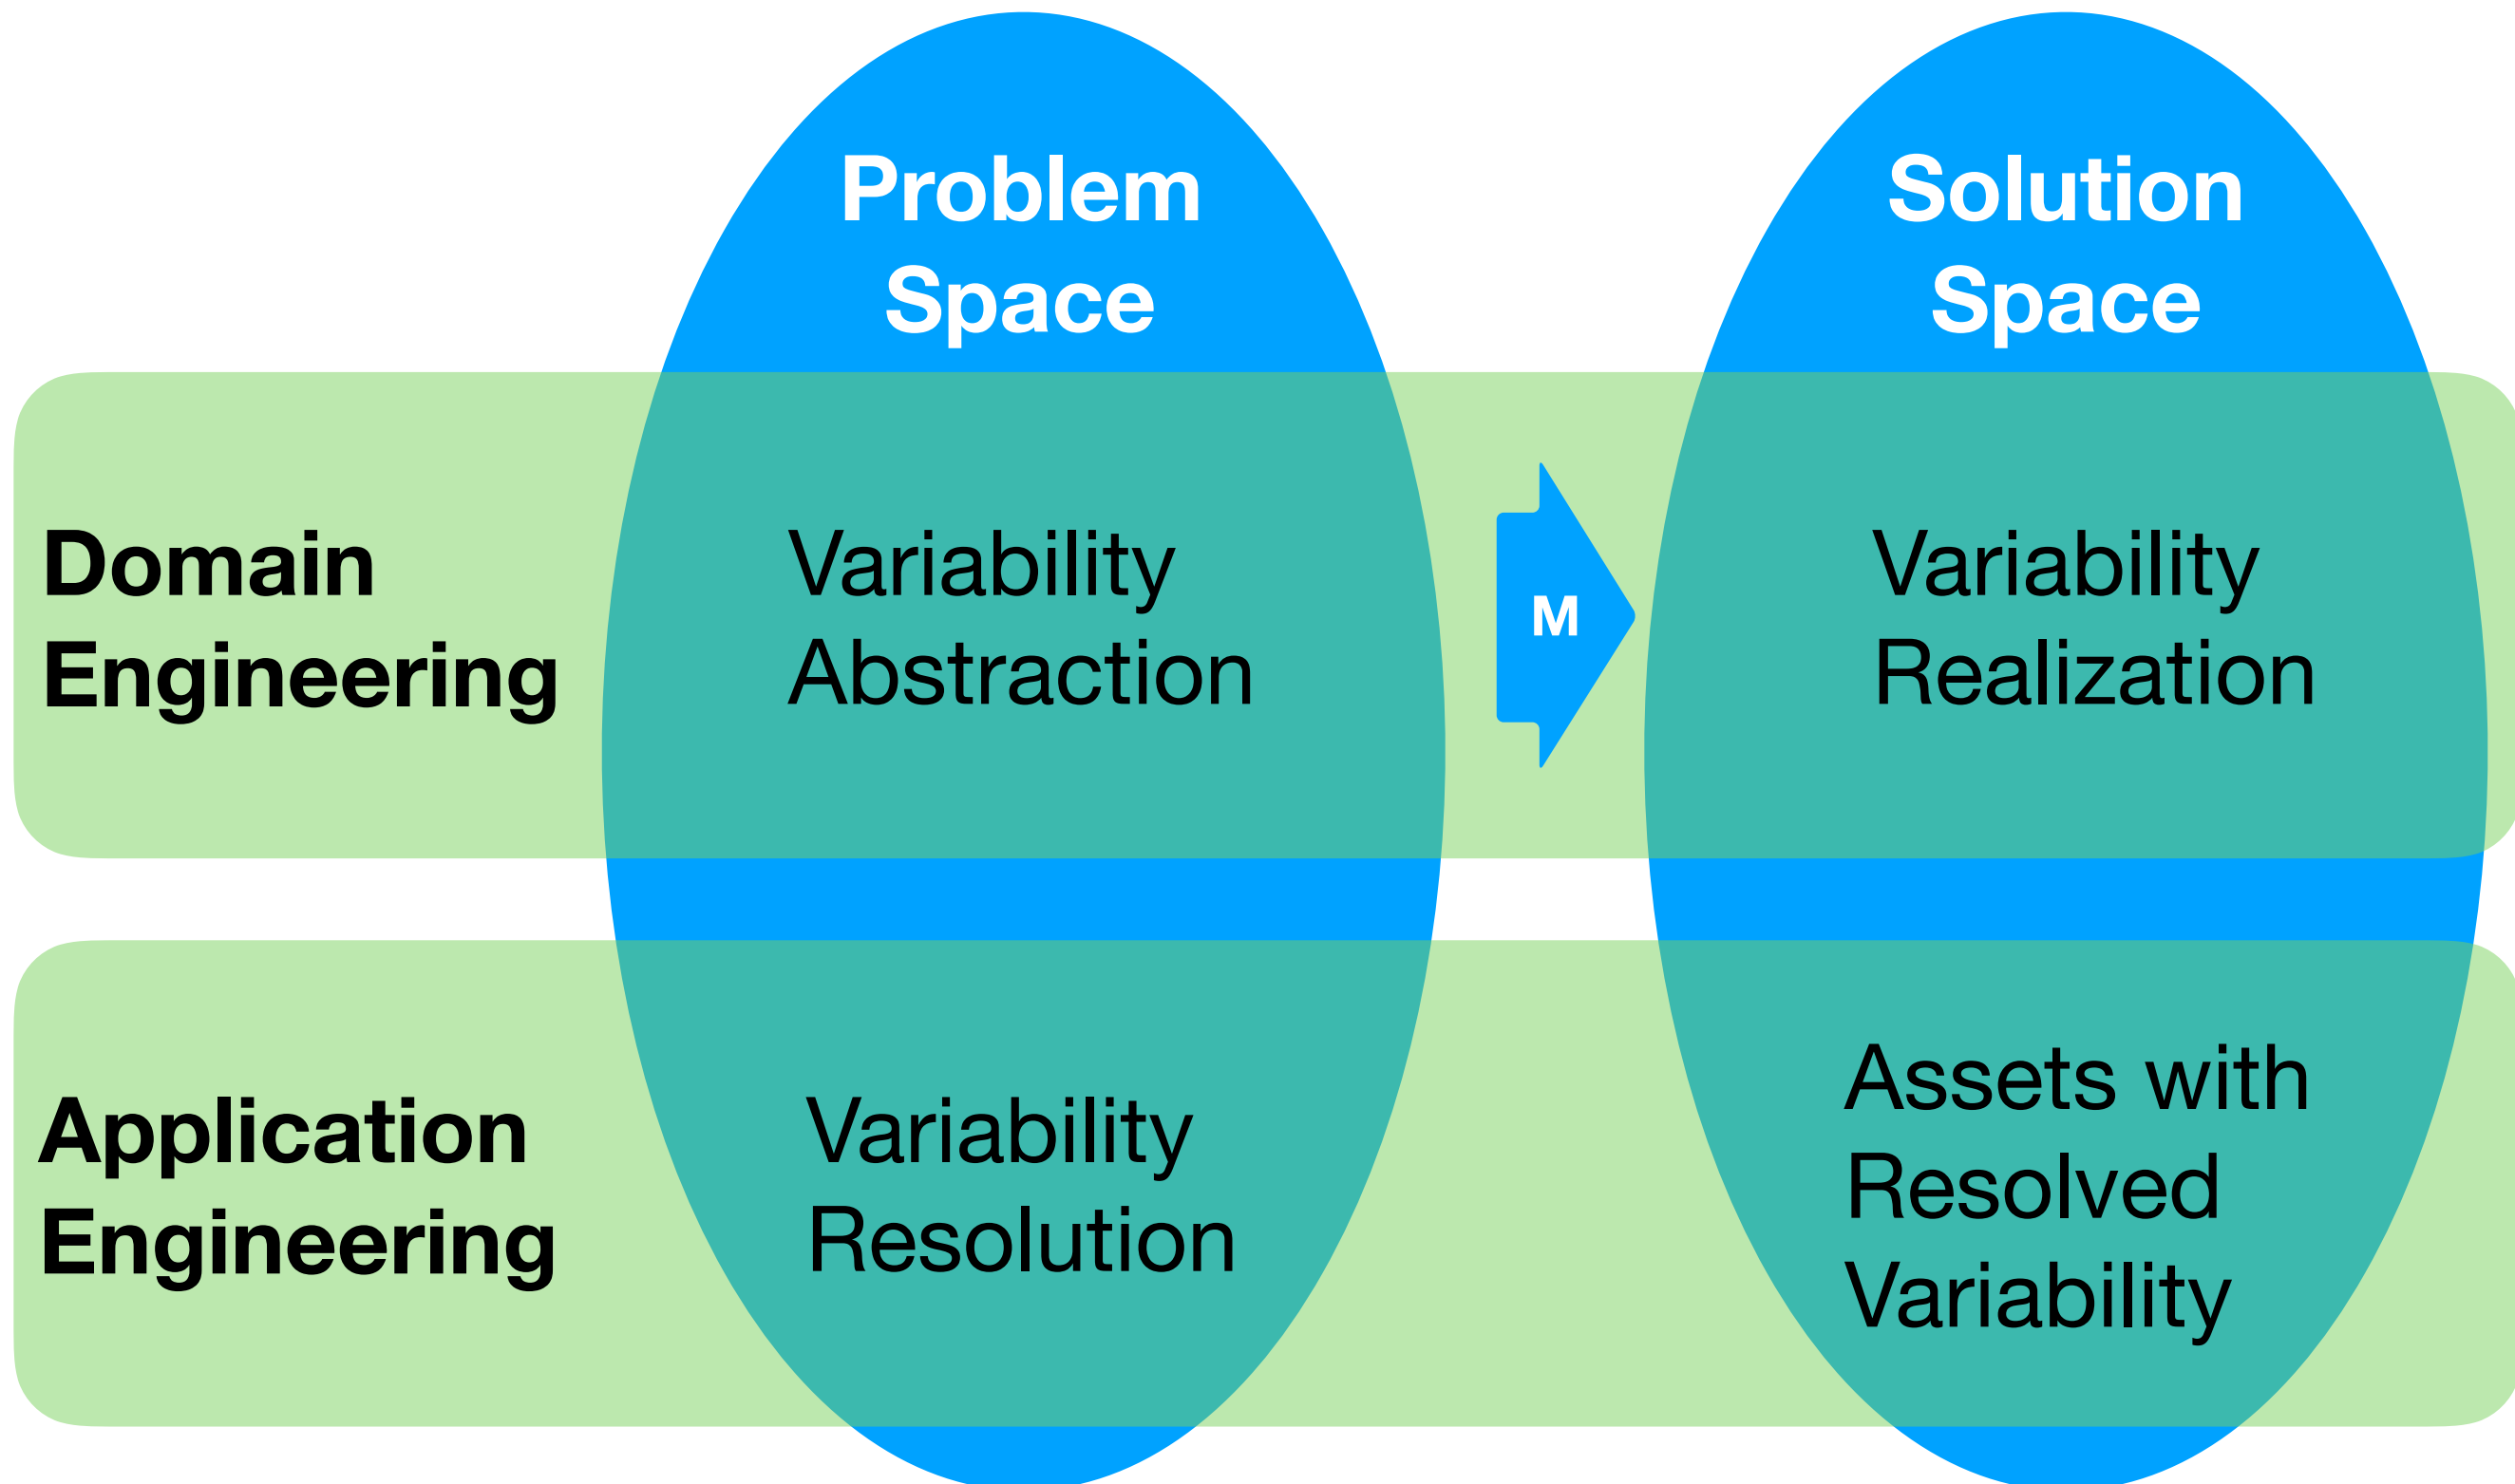 Problem
Space
Solution
Space
Domain
Engineering
Variability
Abstraction
M
Variability
Realization
Application
Engineering
Variability
Resolution
Assets with
Resolved
Variability